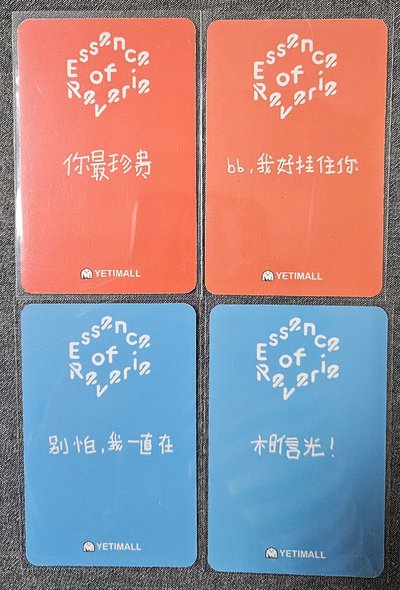 Essence
of
Reverie
你最珍贵
YETIMALL
Essence
of
Reverie
bb,我好挂住你
YETIMALL
Essence
of
Reverie
别怕,我一直在
YETIMALL
Essence
of
Reverie
相信光!
YETIMALL